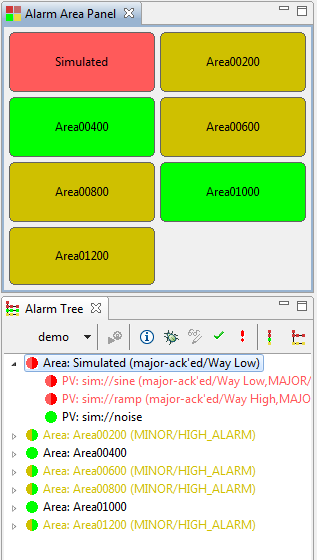 Alarm Area Panel
Simulated
Area00200
Area00400
Area00600
Area00800
Area01000
Area01200
Alarm Tree
demo
Area: Simulated (major-ack'ed/Way Low)
PV: sim://sine (major-ack'ed/Way Low,MAJOR/
PV: sim://ramp (major-ack'ed/Way High,MAJO
PV: sim://noise
Area: Area00200 (MINOR/HIGH_ALARM)
Area: Area00400
Area: Area00600 (MINOR/HIGH_ALARM)
Area: Area00800 (MINOR/HIGH_ALARM)
Area: Area01000
Area: Area01200 (MINOR/HIGH_ALARM)